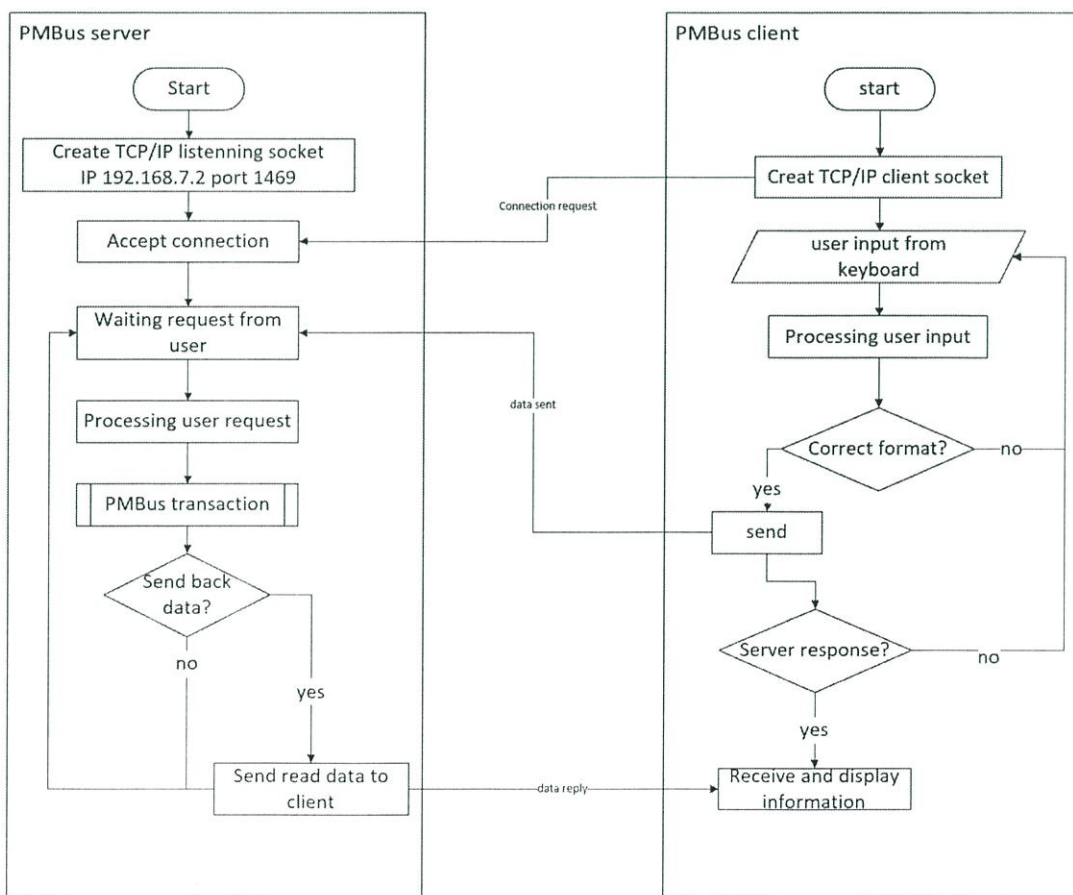 PMBus server
Start
Create TCP/IP listenning socket
IP 192.168.7.2 port 1469
Accept connection
Waiting request from
user
Processing user request
PMBus transaction
Send back
data?
no
yes
Send read data to
client
Connection request
data sent
data reply
PMBus client
start
Creat TCP/IP client socket
user input from
keyboard
Processing user input
Correct format?
no
yes
send
Server response?
no
yes
Receive and display
information